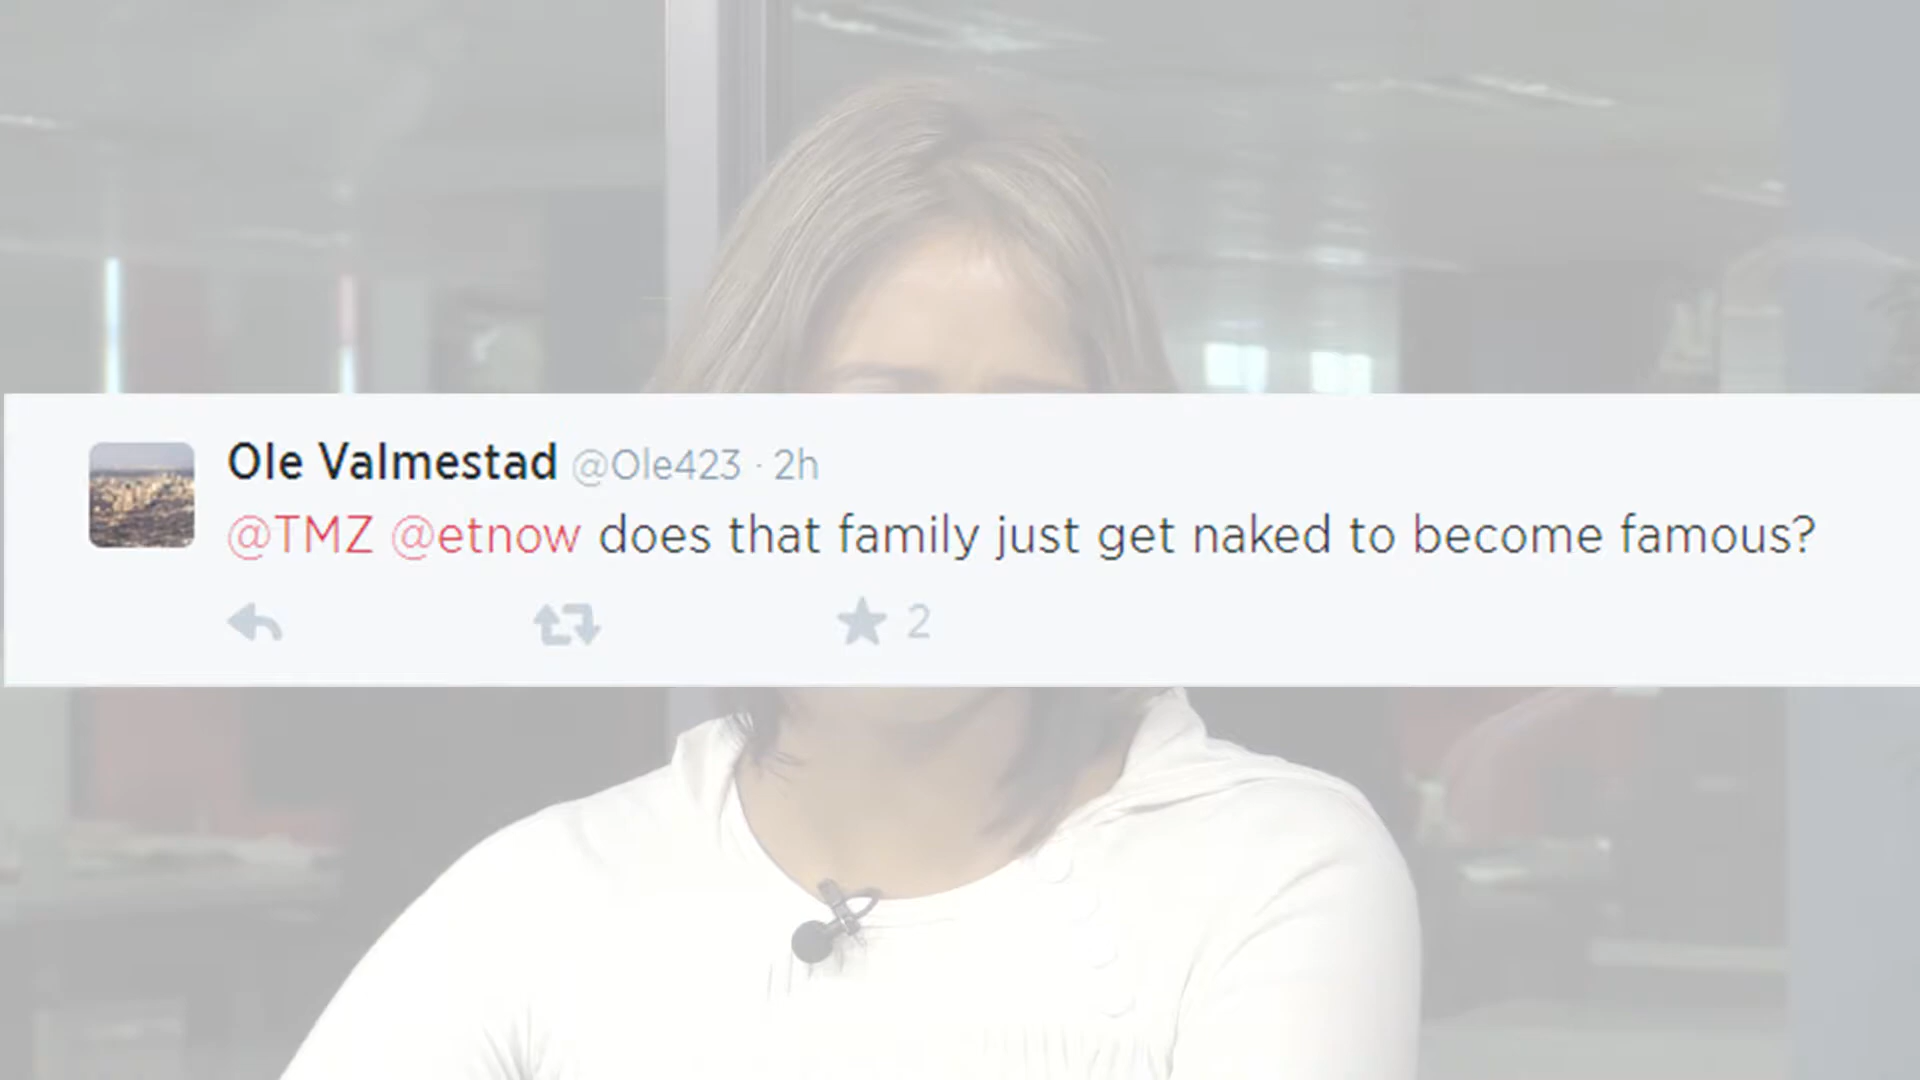 Ole Valmestad @Ole423 · 2h
@TMZ @etnow does that family just get naked to become famous?
2